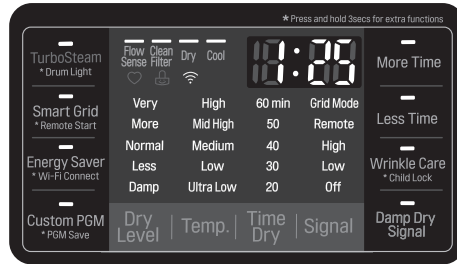 * Press and hold 3secs for extra functions
TurboSteam
* Drum Light
Smart Grid
* Remote Start
Energy Saver
* Wi-Fi Connect
Custom PGM
* PGM Save
Flow Sense
Clean Filter
Dry
Cool
1:25
Very High 60 min Grid Mode
More Mid High 50 Remote
Normal Medium 40 High
Less Low 30 Low
Damp Ultra Low 20 Off
Dry Level
Temp.
Time Dry
Signal
More Time
Less Time
Wrinkle Care
* Child Lock
Damp Dry
Signal